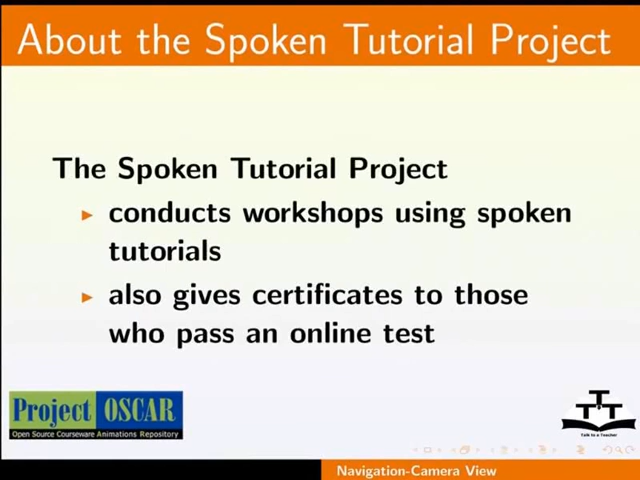 About the Spoken Tutorial Project
The Spoken Tutorial Project
conducts workshops using spoken
tutorials
also gives certificates to those
who pass an online test
Project OSCAR
Open Source Courseware Animations Repository
TTT
Talk to a Teacher
Navigation-Camera View